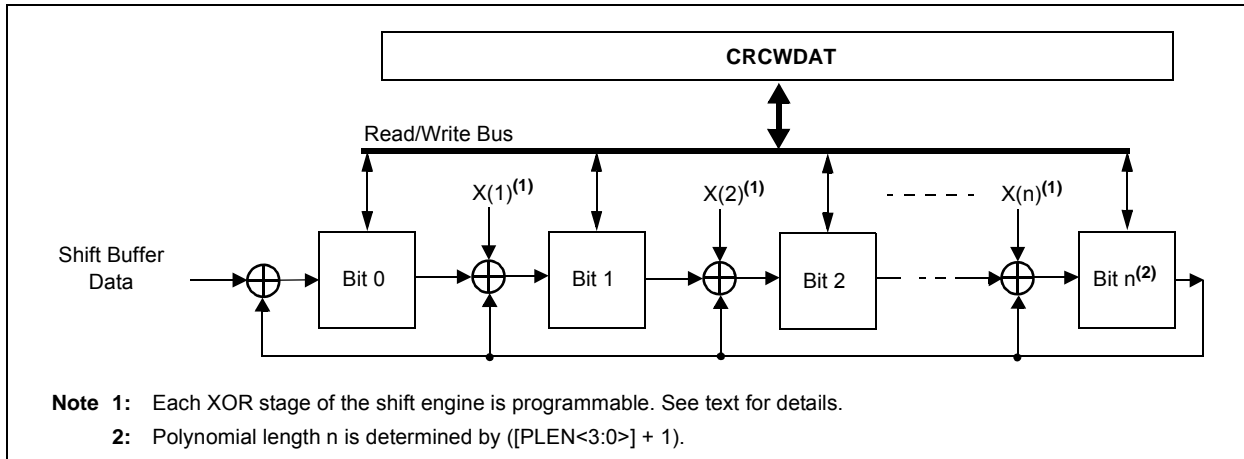 CRCWDAT
Read/Write Bus
X(1)(1)
X(2)(1)
X(n)(1)
Shift Buffer
Data
Bit 0
Bit 1
Bit 2
Bit n(2)
Note 1: Each XOR stage of the shift engine is programmable. See text for details.
2: Polynomial length n is determined by ([PLEN<3:0>] + 1).